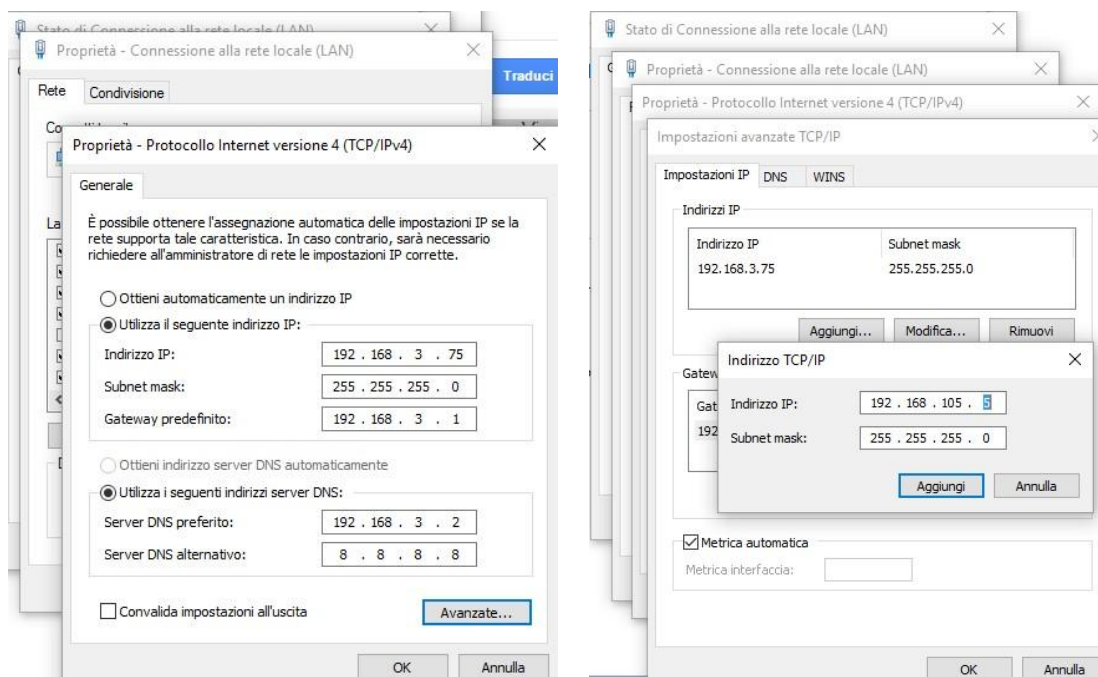 Stato di Connessione alla rete locale (LAN)
Proprietà - Connessione alla rete locale (LAN)
Traduci
Rete
Condivisione
Proprietà - Protocollo Internet versione 4 (TCP/IPv4)
Generale
La
È possibile ottenere l'assegnazione automatica delle impostazioni IP se la
rete supporta tale caratteristica. In caso contrario, sarà necessario
richiedere all'amministratore di rete le impostazioni IP corrette.
Ottieni automaticamente un indirizzo IP
Utilizza il seguente indirizzo IP:
Indirizzo IP: 192 . 168 . 3 . 75
Subnet mask: 255 . 255 . 255 . 0
Gateway predefinito: 192 . 168 . 3 . 1
Ottieni indirizzo server DNS automaticamente
Utilizza i seguenti indirizzi server DNS:
Server DNS preferito: 192 . 168 . 3 . 2
Server DNS alternativo: 8 . 8 . 8 . 8
Convalida impostazioni all'uscita
Avanzate...
OK Annulla
Stato di Connessione alla rete locale (LAN)
Proprietà - Connessione alla rete locale (LAN)
Proprietà - Protocollo Internet versione 4 (TCP/IPv4)
Impostazioni avanzate TCP/IP
Impostazioni IP DNS WINS
Indirizzi IP
Indirizzo IP Subnet mask
192.168.3.75 255.255.255.0
Aggiungi... Modifica... Rimuovi
Gatew
Gat
192
Indirizzo TCP/IP
Indirizzo IP: 192 . 168 . 105 . 5
Subnet mask: 255 . 255 . 255 . 0
Aggiungi Annulla
Metrica automatica
Metrica interfaccia:
OK Annulla